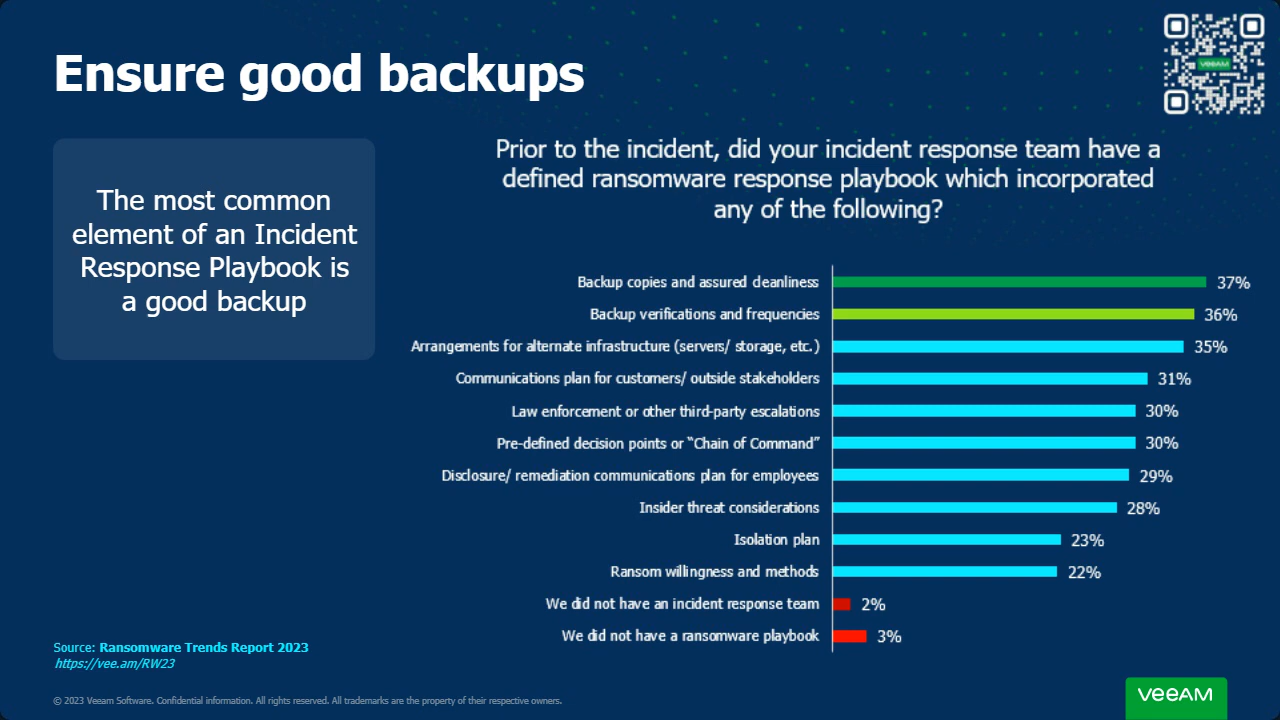 Ensure good backups
VEEAM
The most common
element of an Incident
Response Playbook is
a good backup
Prior to the incident, did your incident response team have a
defined ransomware response playbook which incorporated
any of the following?
Backup copies and assured cleanliness 37%
Backup verifications and frequencies 36%
Arrangements for alternate infrastructure (servers/ storage, etc.) 35%
Communications plan for customers/ outside stakeholders 31%
Law enforcement or other third-party escalations 30%
Pre-defined decision points or “Chain of Command” 30%
Disclosure/ remediation communications plan for employees 29%
Insider threat considerations 28%
Isolation plan 23%
Ransom willingness and methods 22%
We did not have an incident response team 2%
We did not have a ransomware playbook 3%
Source: Ransomware Trends Report 2023
https://vee.am/RW23
© 2023 Veeam Software. Confidential information. All rights reserved. All trademarks are the property of their respective owners.
VEEAM